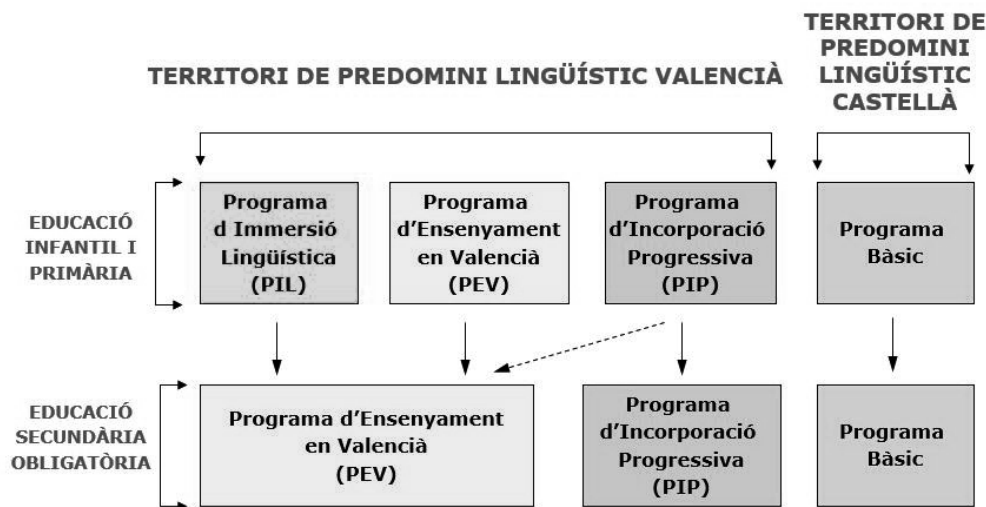 TERRITORI DE PREDOMINI LINGÜÍSTIC VALENCIÀ
TERRITORI DE
PREDOMINI
LINGÜÍSTIC
CASTELLÀ
EDUCACIÓ
INFANTIL I
PRIMÀRIA
Programa
d Immersió
Lingüística
(PIL)
Programa
d’Ensenyament
en Valencià
(PEV)
Programa
d’Incorporació
Progressiva
(PIP)
Programa
Bàsic
EDUCACIÓ
SECUNDÀRIA
OBLIGATÒRIA
Programa d’Ensenyament
en Valencià
(PEV)
Programa
d’Incorporació
Progressiva
(PIP)
Programa
Bàsic